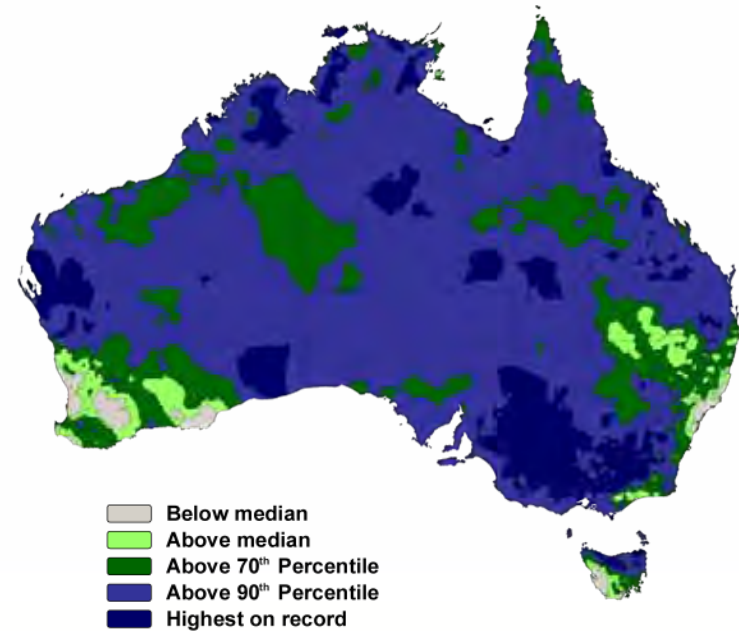 Below median
Above median
Above 70th Percentile
Above 90th Percentile
Highest on record